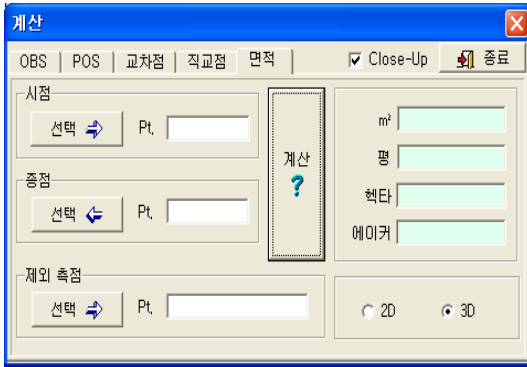 계산
OBS POS 교차점 직교점 면적 Close-Up 종료
시점
선택 Pt,
종점
선택 Pt,
제외 측점
선택 Pt,
계산
?
m²
평
헥타
에이커
2D 3D